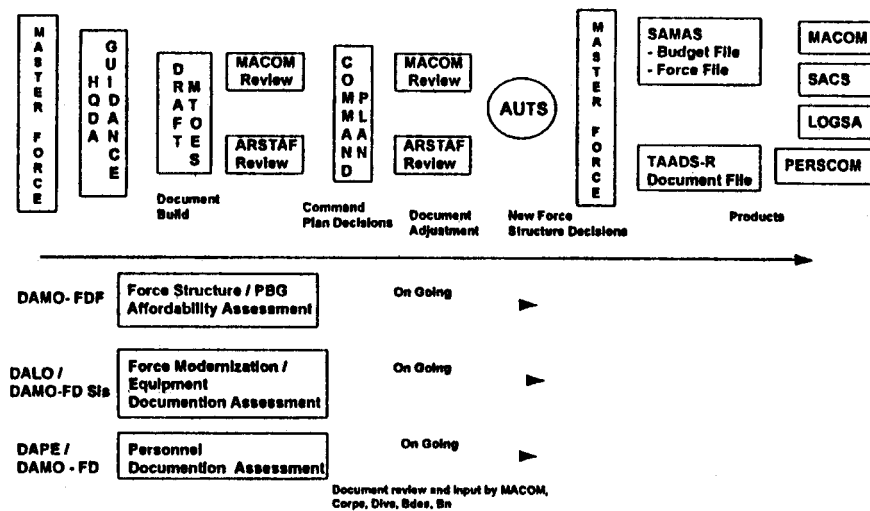 MASTER FORCE
HQDA
GUIDANCE
DRAFT
MTOES
MACOM
Review
ARSTAF
Review
COMMAND
PLAN
MACOM
Review
ARSTAF
Review
AUTS
MASTER FORCE
SAMAS
- Budget File
- Force File
TAADS-R
Document File
MACOM
SACS
LOGSA
PERSCOM
Document
Build
Command
Plan Decisions
Document
Adjustment
New Force
Structure Decisions
Products
DAMO- FDF
Force Structure / PBG
Affordability Assessment
On Going
DALO /
DAMO-FD Sis
Force Modernization /
Equipment
Documention Assessment
On Going
DAPE /
DAMO - FD
Personnel
Documention Assessment
On Going
Document review and input by MACOM,
Corps, Divs, Bdes, Bn